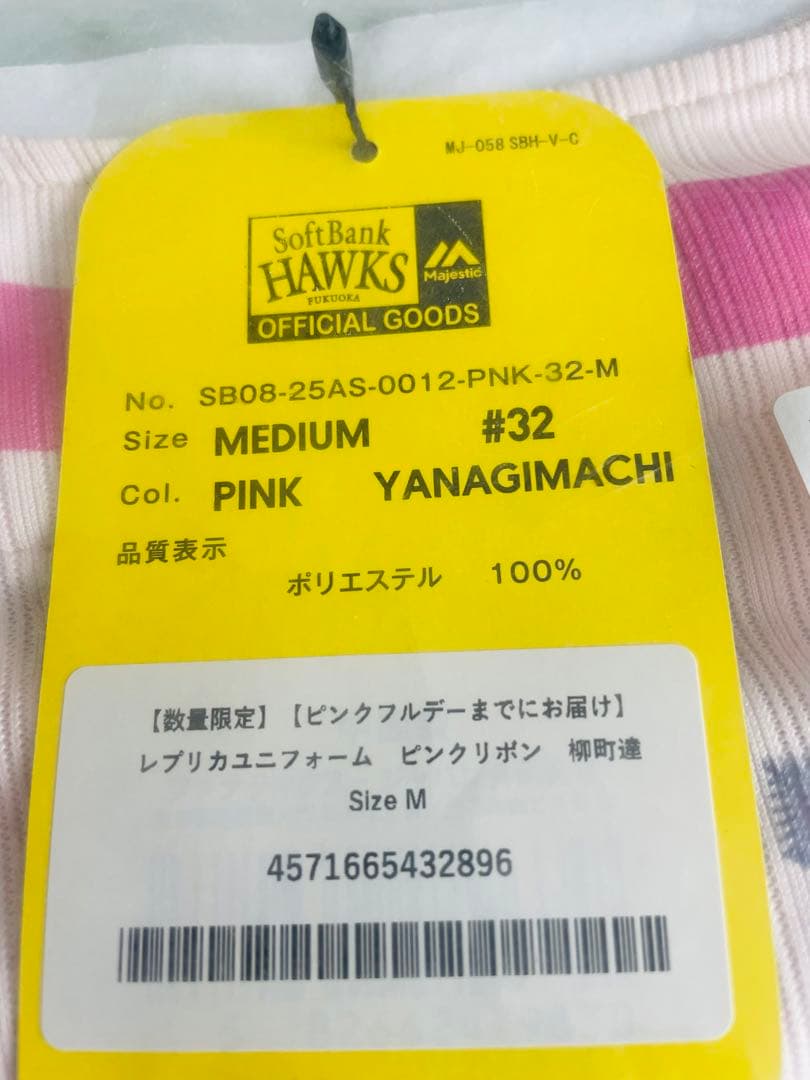 MJ-058 SBH-V-C
SoftBank
HAWKS
FUKUOKA
Majestic
OFFICIAL GOODS
No. SB08-25AS-0012-PNK-32-M
Size MEDIUM #32
Col. PINK YANAGIMACHI
品質表示
ポリエステル 100%
【数量限定】【ピンクフルデーまでにお届け】
レプリカユニフォーム ピンクリボン 柳町達
Size M
4571665432896